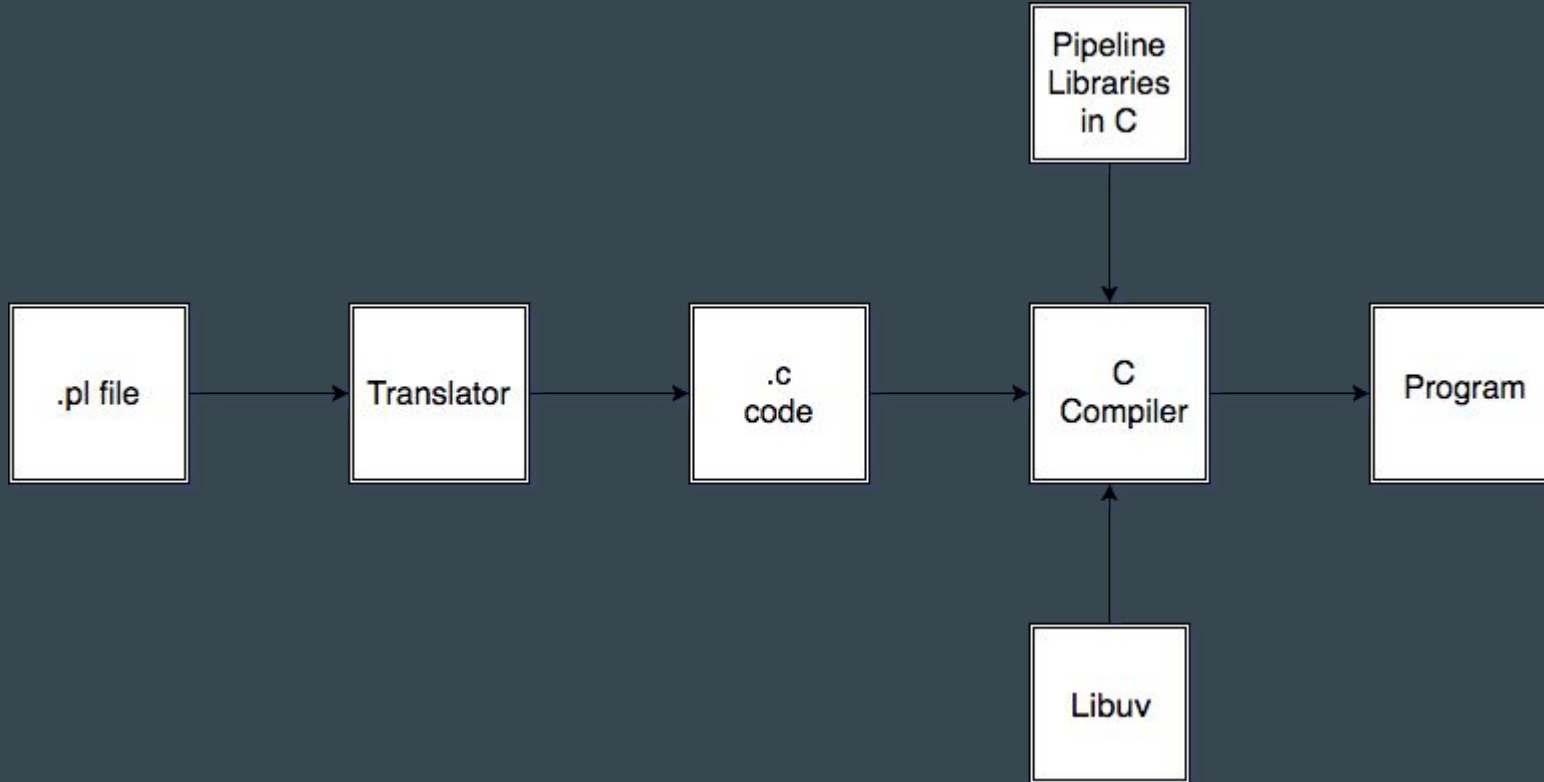 Pipeline
Libraries
in C
.pl file
Translator
.c
code
C
Compiler
Program
Libuv